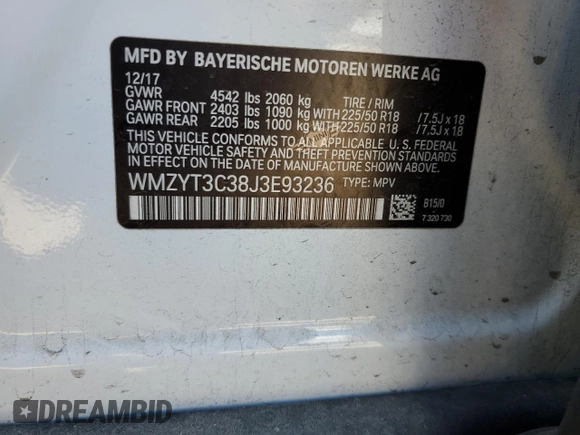 MFD BY BAYERISCHE MOTOREN WERKE AG
12/17
GVWR 4542 lbs 2060 kg TIRE / RIM
GAWR FRONT 2403 lbs 1090 kg WITH 225/50 R18 /7.5J x 18
GAWR REAR 2205 lbs 1000 kg WITH 225/50 R18 /7.5J x 18
THIS VEHICLE CONFORMS TO ALL APPLICABLE U. S. FEDERAL
MOTOR VEHICLE SAFETY, BUMPER, AND THEFT PREVENTION
STANDARDS IN EFFECT ON THE DATE OF MANUFACTURE SHOWN ABOVE.
WMZYT3C38J3E93236 TYPE: MPV
B15/0
7 320 730
DREAMBID